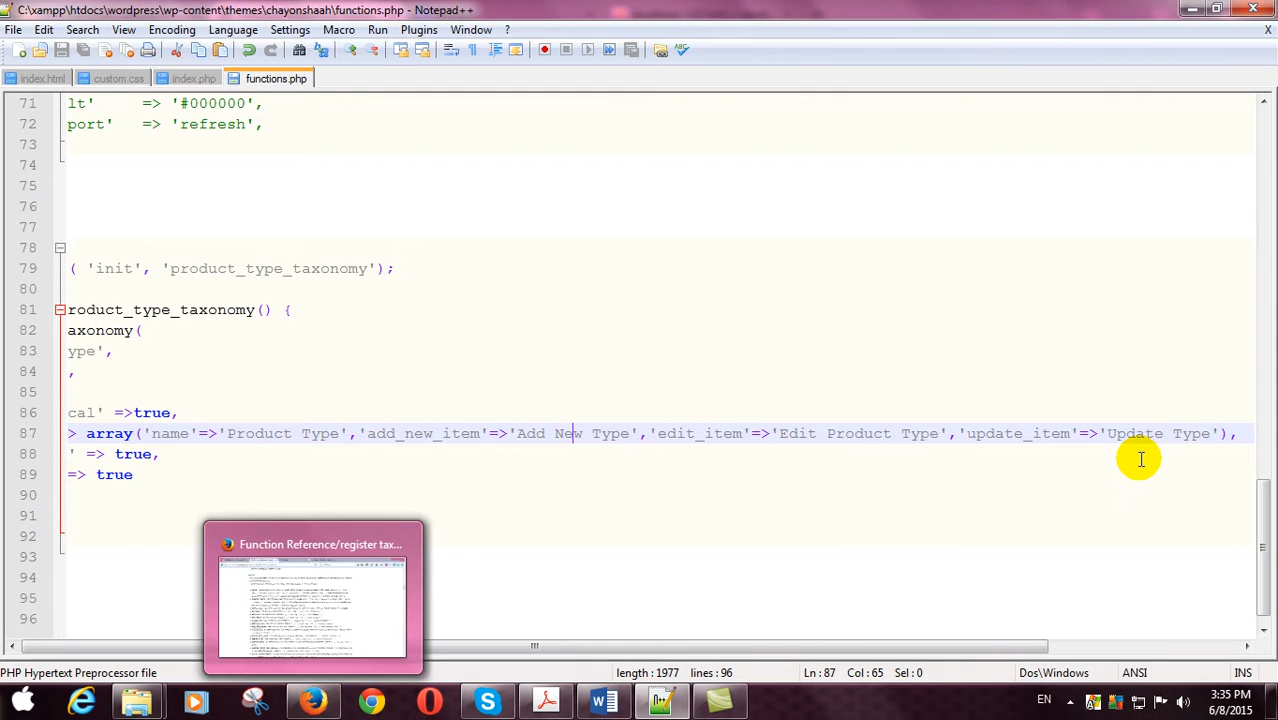 C:\xampp\htdocs\wordpress\wp-content\themes\chayonshaah\functions.php - Notepad++
File Edit Search View Encoding Language Settings Macro Run Plugins Window ? X
index.html custom.css index.php functions.php
71 lt' => '#000000',
72 port' => 'refresh',
73
74
75
76
77
78
79 ( 'init', 'product_type_taxonomy');
80
81 roduct_type_taxonomy() {
82 axonomy(
83 ype',
84 ,
85
86 cal' =>true,
87 > array('name'=>'Product Type','add_new_item'=>'Add New Type','edit_item'=>'Edit Product Type','update_item'=>'Update Type'),
88 ' => true,
89 => true
90
91
92
93
94
95
Function Reference/register tax...
PHP Hypertext Preprocessor file length : 1977 lines : 96 Ln : 87 Col : 65 Sel : 0 Dos\Windows ANSI INS
EN 3:35 PM
6/8/2015